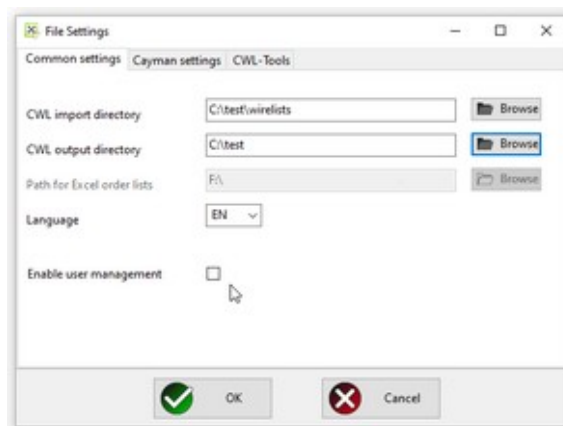 File Settings
Common settings Cayman settings CWL-Tools
CWL import directory C:\test\wirelists Browse
CWL output directory C:\test Browse
Path for Excel order lists F:\ Browse
Language EN
Enable user management
OK Cancel